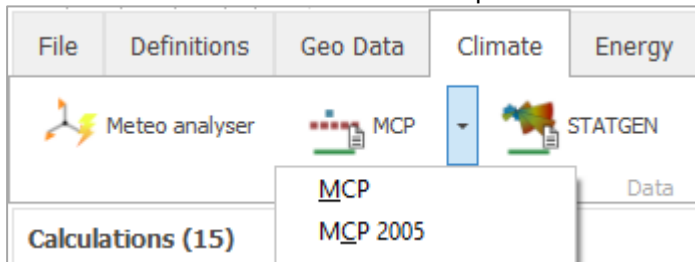 File Definitions Geo Data Climate Energy
Meteo analyser MCP STATGEN
MCP Data
Calculations (15) MCP 2005